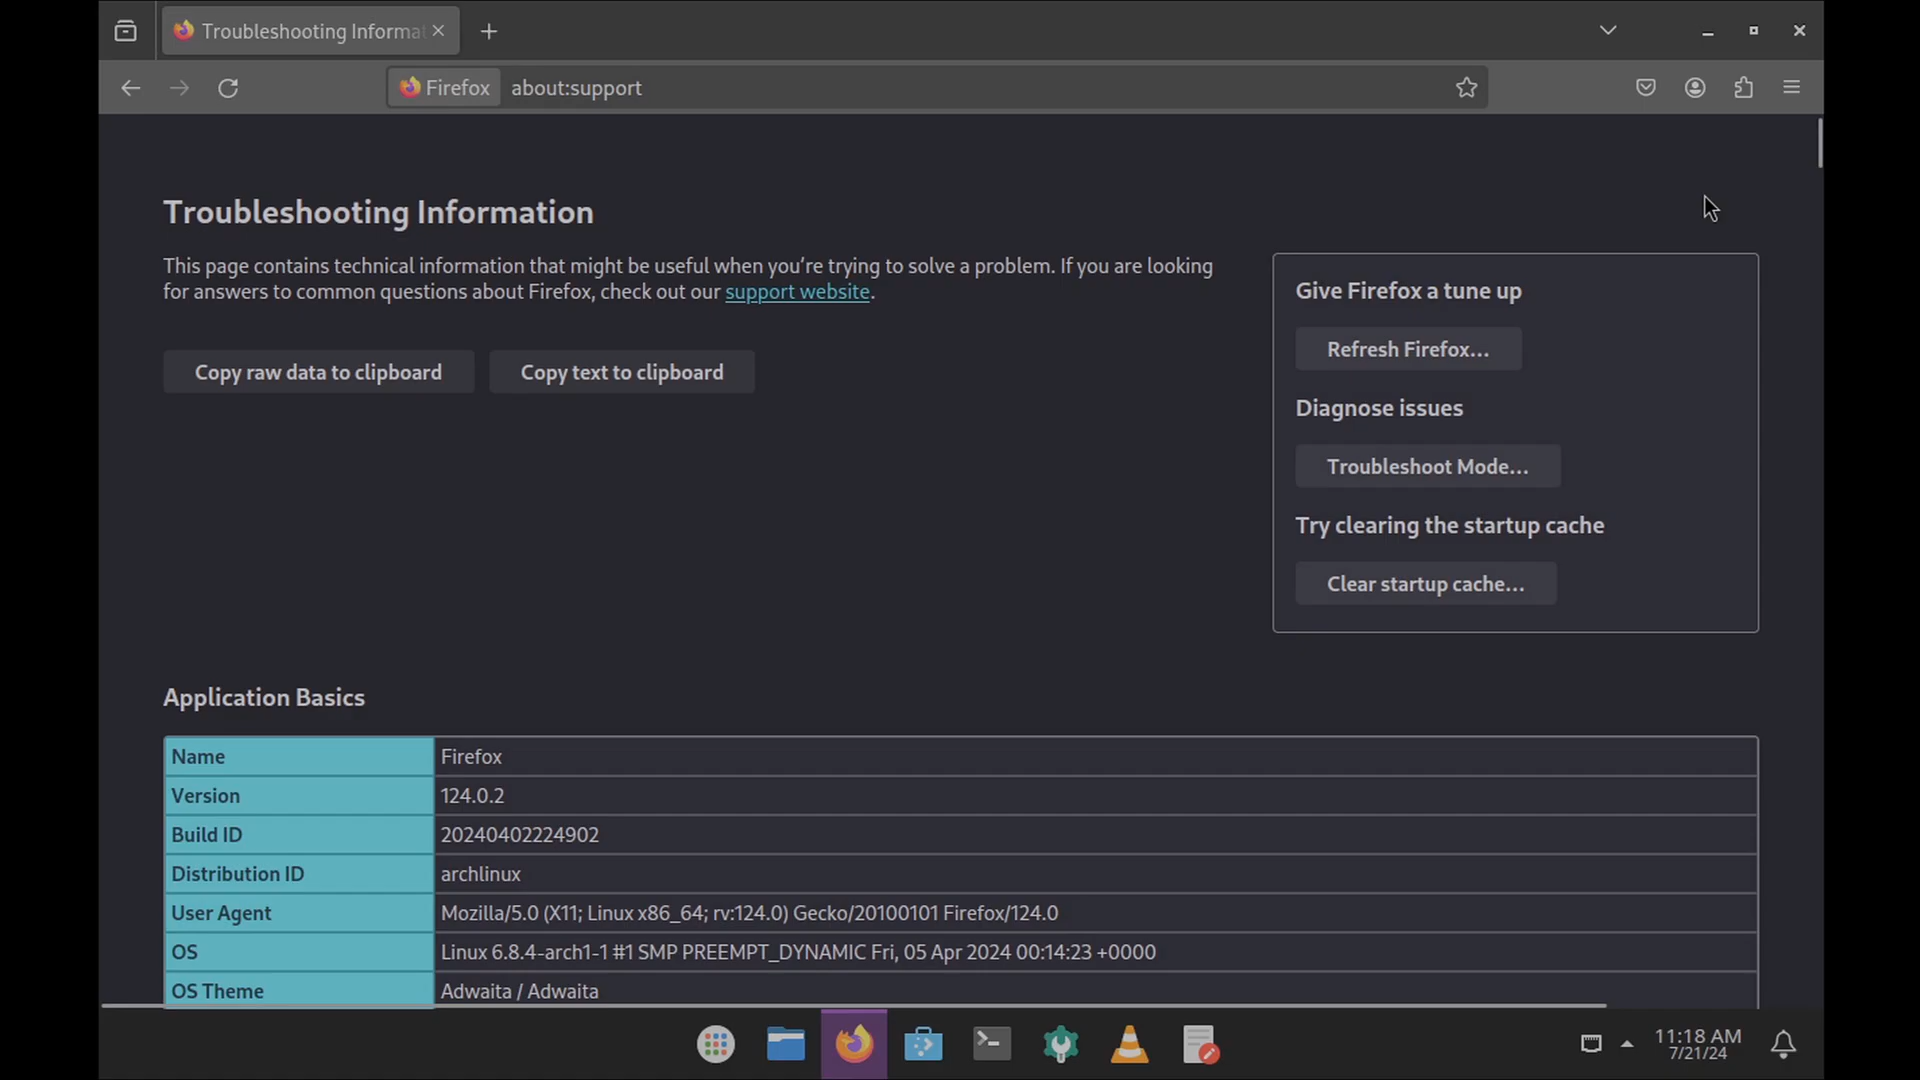 Troubleshooting Informat
Firefox
about:support
Troubleshooting Information
This page contains technical information that might be useful when you’re trying to solve a problem. If you are looking
for answers to common questions about Firefox, check out our support website.
Copy raw data to clipboard
Copy text to clipboard
Give Firefox a tune up
Refresh Firefox…
Diagnose issues
Troubleshoot Mode…
Try clearing the startup cache
Clear startup cache…
Application Basics
Name Firefox
Version 124.0.2
Build ID 20240402224902
Distribution ID archlinux
User Agent Mozilla/5.0 (X11; Linux x86_64; rv:124.0) Gecko/20100101 Firefox/124.0
OS Linux 6.8.4-arch1-1 #1 SMP PREEMPT_DYNAMIC Fri, 05 Apr 2024 00:14:23 +0000
OS Theme Adwaita / Adwaita
11:18 AM
7/21/24